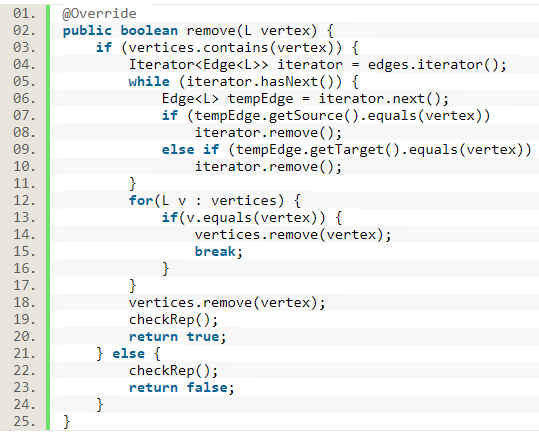 01. @Override
02. public boolean remove(L vertex) {
03.     if (vertices.contains(vertex)) {
04.         Iterator<Edge<L>> iterator = edges.iterator();
05.         while (iterator.hasNext()) {
06.             Edge<L> tempEdge = iterator.next();
07.             if (tempEdge.getSource().equals(vertex))
08.                 iterator.remove();
09.             else if (tempEdge.getTarget().equals(vertex))
10.                 iterator.remove();
11.         }
12.         for(L v : vertices) {
13.             if(v.equals(vertex)) {
14.                 vertices.remove(vertex);
15.                 break;
16.             }
17.         }
18.         vertices.remove(vertex);
19.         checkRep();
20.         return true;
21.     } else {
22.         checkRep();
23.         return false;
24.     }
25. }